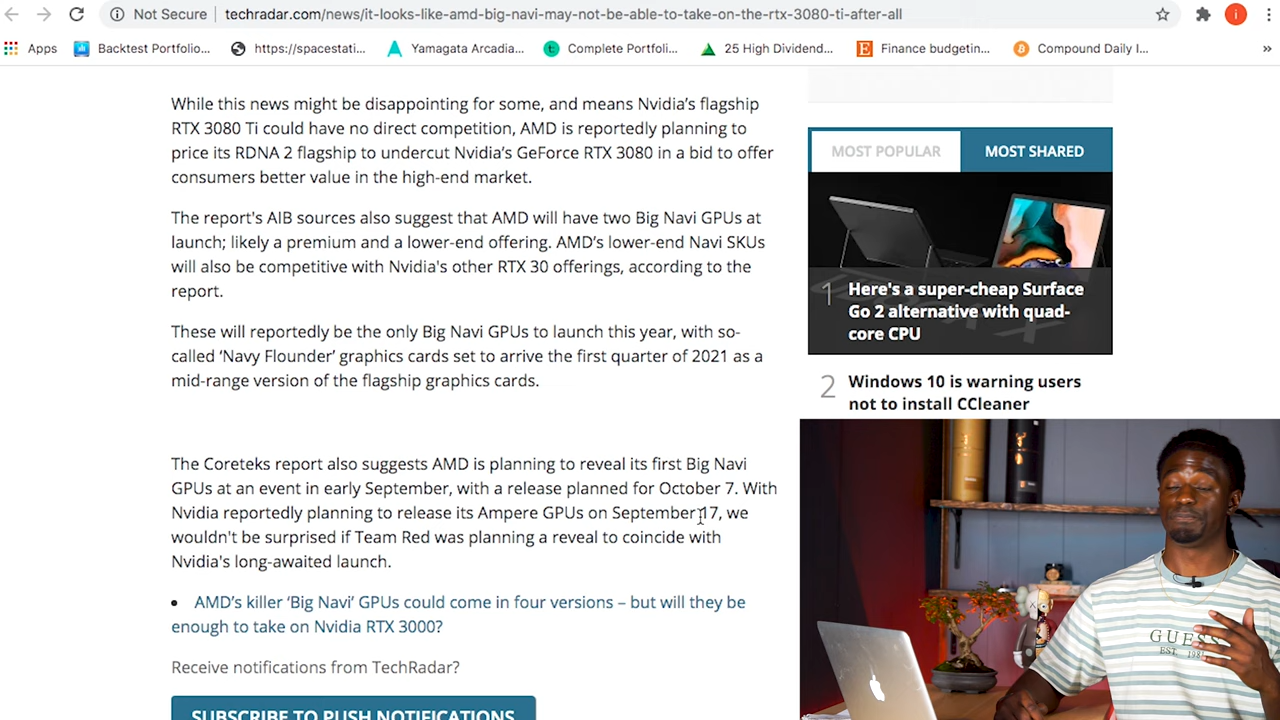 Not Secure
techradar.com/news/it-looks-like-amd-big-navi-may-not-be-able-to-take-on-the-rtx-3080-ti-after-all
i
Apps
Backtest Portfolio...
https://spacestati...
Yamagata Arcadia...
Complete Portfoli...
25 High Dividend...
Finance budgetin...
Compound Daily I...
»
While this news might be disappointing for some, and means Nvidia's flagship
RTX 3080 Ti could have no direct competition, AMD is reportedly planning to
price its RDNA 2 flagship to undercut Nvidia's GeForce RTX 3080 in a bid to offer
consumers better value in the high-end market.
The report's AIB sources also suggest that AMD will have two Big Navi GPUs at
launch; likely a premium and a lower-end offering. AMD's lower-end Navi SKUs
will also be competitive with Nvidia's other RTX 30 offerings, according to the
report.
These will reportedly be the only Big Navi GPUs to launch this year, with so-
called 'Navy Flounder' graphics cards set to arrive the first quarter of 2021 as a
mid-range version of the flagship graphics cards.
The Coreteks report also suggests AMD is planning to reveal its first Big Navi
GPUs at an event in early September, with a release planned for October 7. With
Nvidia reportedly planning to release its Ampere GPUs on September 17, we
wouldn't be surprised if Team Red was planning a reveal to coincide with
Nvidia's long-awaited launch.
AMD's killer 'Big Navi' GPUs could come in four versions – but will they be
enough to take on Nvidia RTX 3000?
Receive notifications from TechRadar?
SUBSCRIBE TO PUSH NOTIFICATIONS
MOST POPULAR
MOST SHARED
1
Here's a super-cheap Surface
Go 2 alternative with quad-
core CPU
2
Windows 10 is warning users
not to install CCleaner
GUESS
EST. 1981